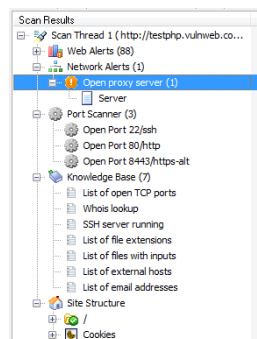 Scan Results
Scan Thread 1 ( http://testphp.vulnweb.co...
Web Alerts (88)
Network Alerts (1)
Open proxy server (1)
Server
Port Scanner (3)
Open Port 22/ssh
Open Port 80/http
Open Port 8443/https-alt
Knowledge Base (7)
List of open TCP ports
Whois lookup
SSH server running
List of file extensions
List of files with inputs
List of external hosts
List of email addresses
Site Structure
/
Cookies